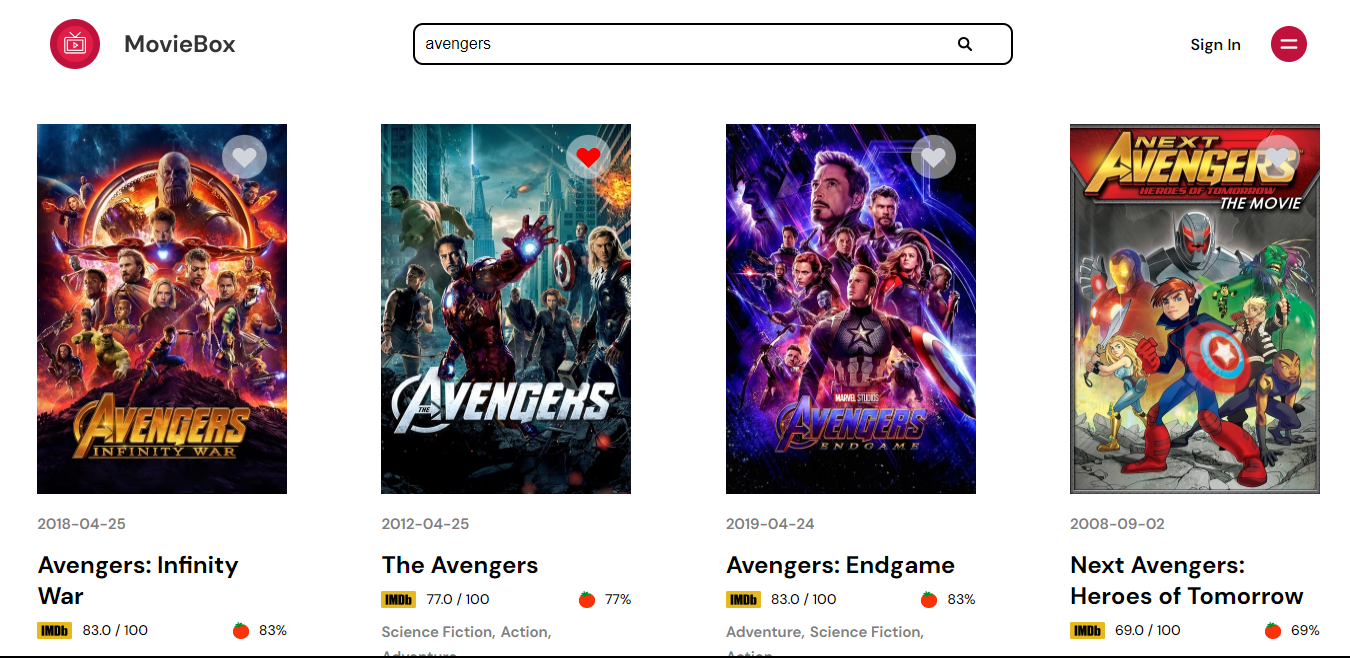 MovieBox
avengers
Sign In
AVENGERS
INFINITY WAR
2018-04-25
Avengers: Infinity
War
IMDb 83.0 / 100 83%
THE AVENGERS
2012-04-25
The Avengers
IMDb 77.0 / 100 77%
Science Fiction, Action,
Adventure
MARVEL STUDIOS
AVENGERS
ENDGAME
2019-04-24
Avengers: Endgame
IMDb 83.0 / 100 83%
Adventure, Science Fiction,
Action
NEXT
AVENGERS
HEROES OF TOMORROW
THE MOVIE
2008-09-02
Next Avengers:
Heroes of Tomorrow
IMDb 69.0 / 100 69%